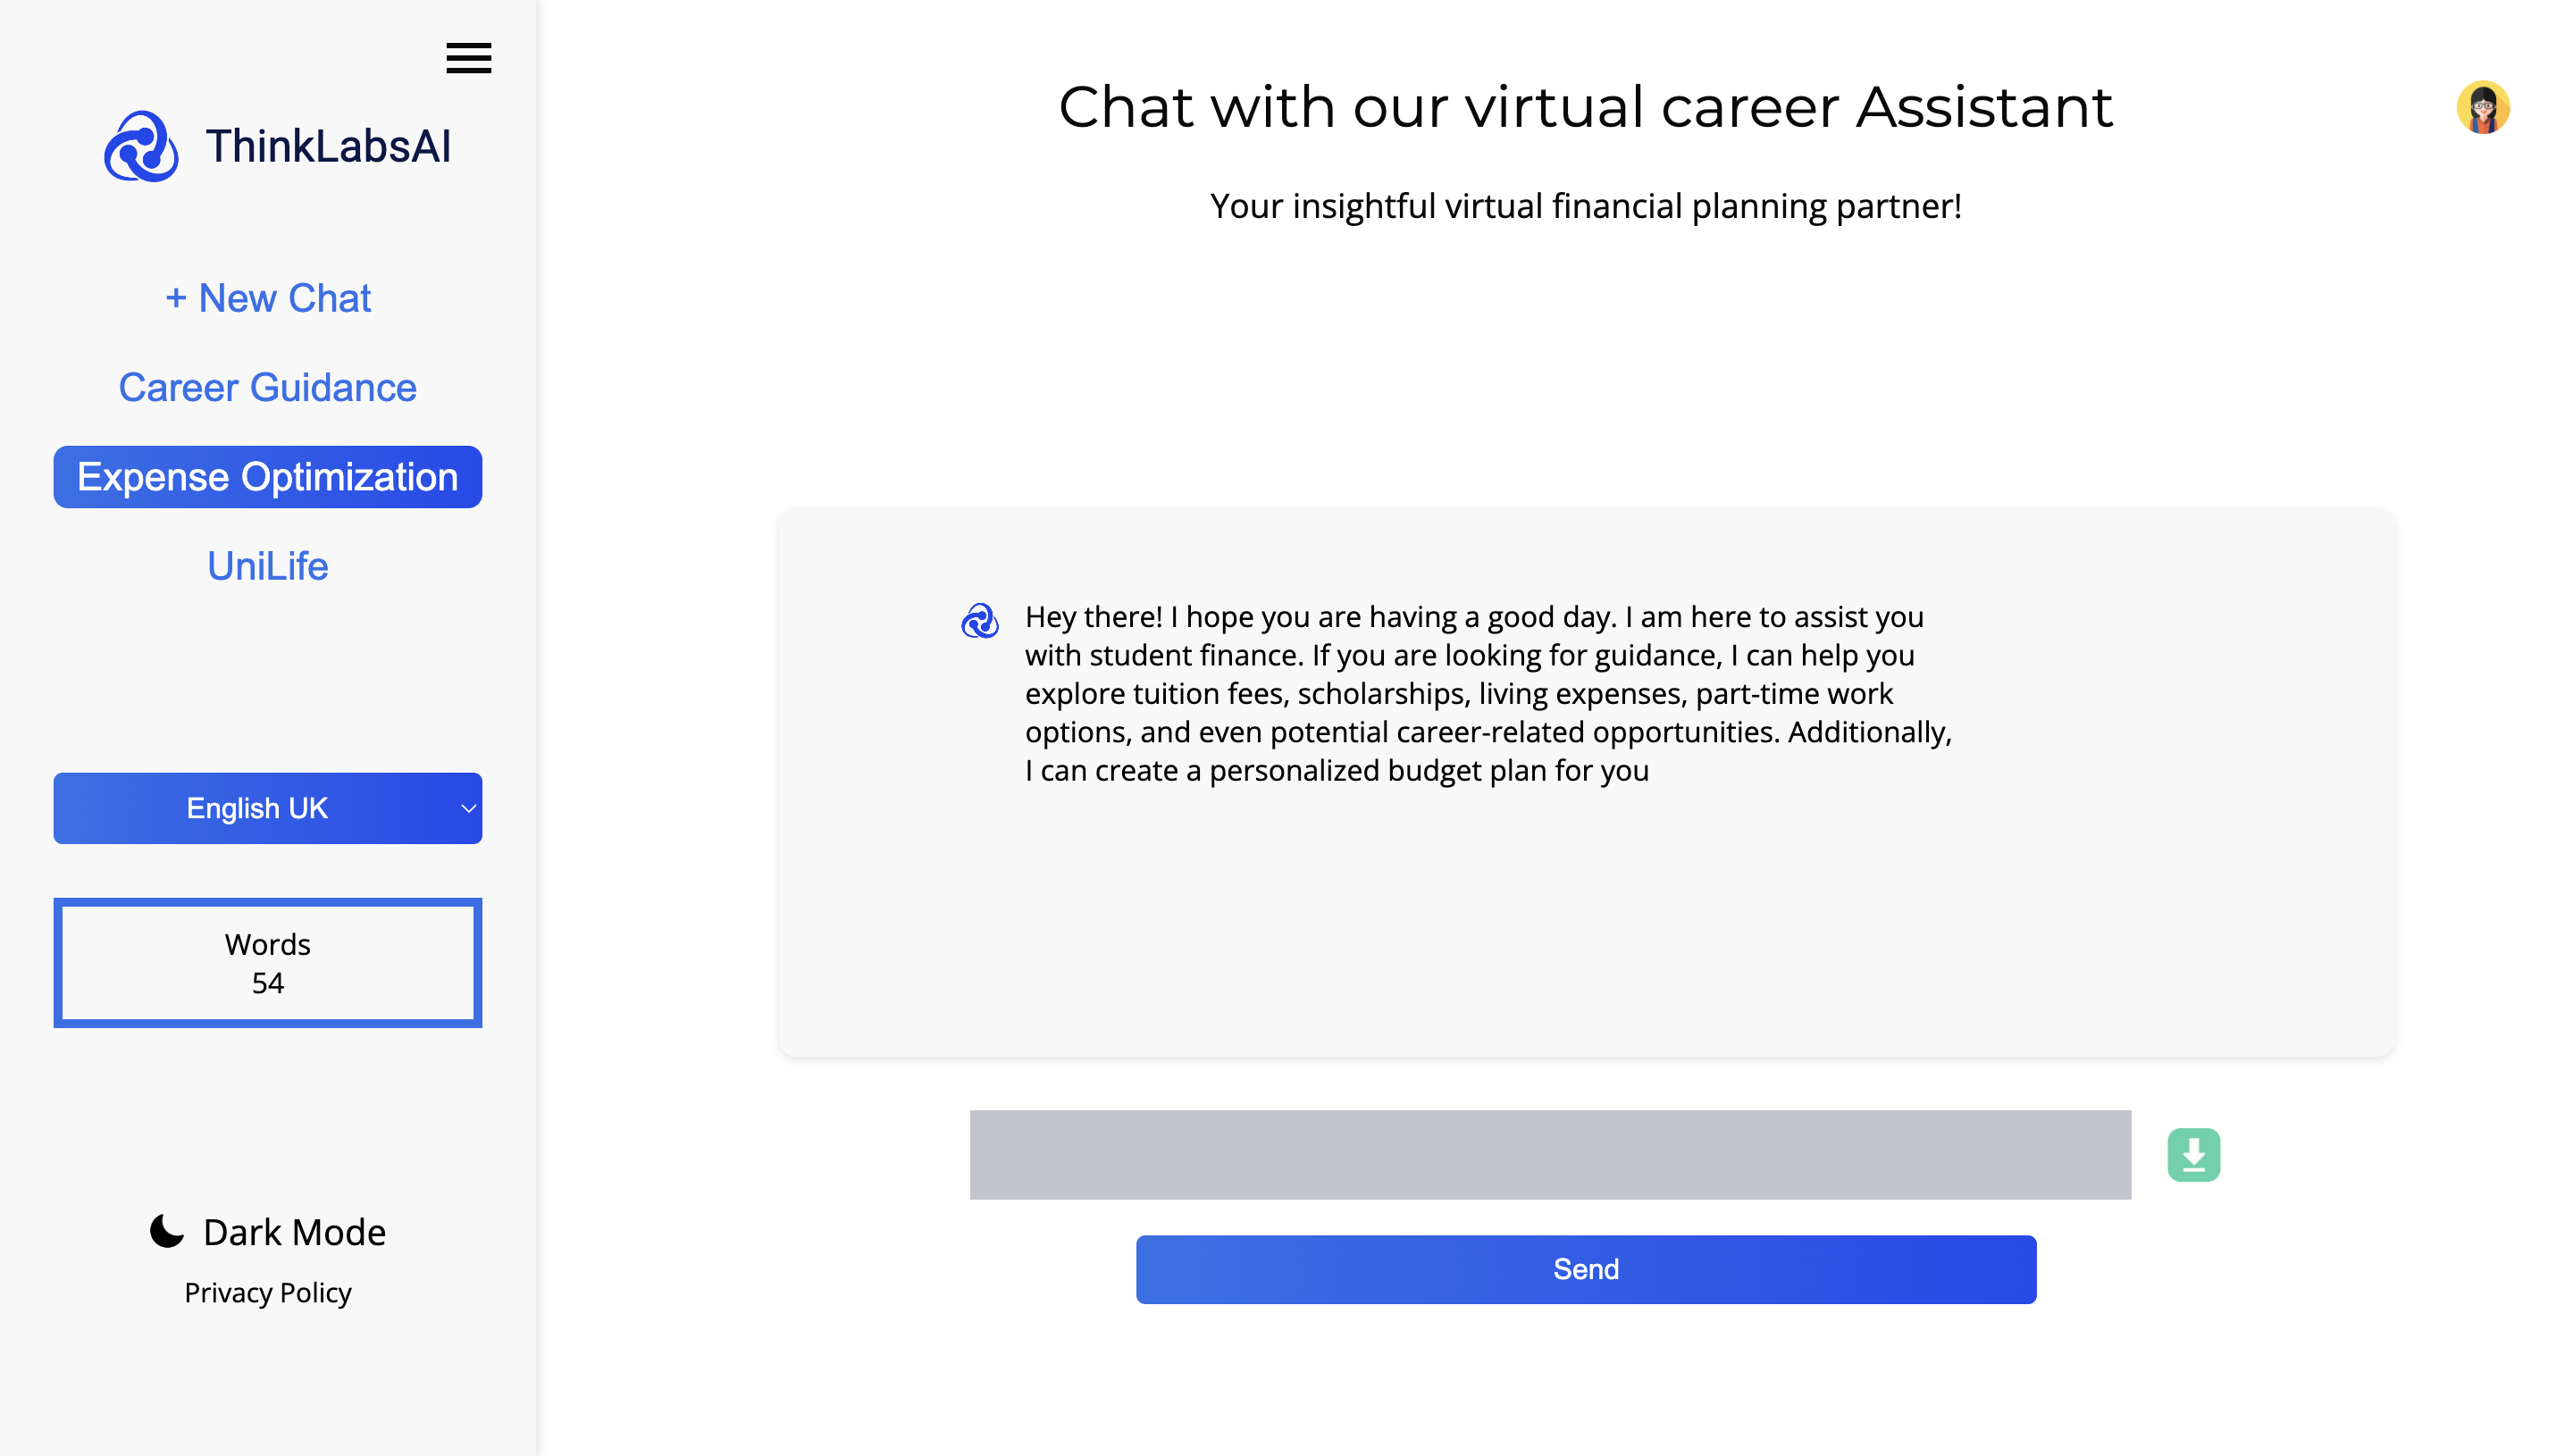 ThinkLabsAI
+ New Chat
Career Guidance
Expense Optimization
UniLife
English UK
Words
54
Dark Mode
Privacy Policy
Chat with our virtual career Assistant
Your insightful virtual financial planning partner!
Hey there! I hope you are having a good day. I am here to assist you
with student finance. If you are looking for guidance, I can help you
explore tuition fees, scholarships, living expenses, part-time work
options, and even potential career-related opportunities. Additionally,
I can create a personalized budget plan for you
Send